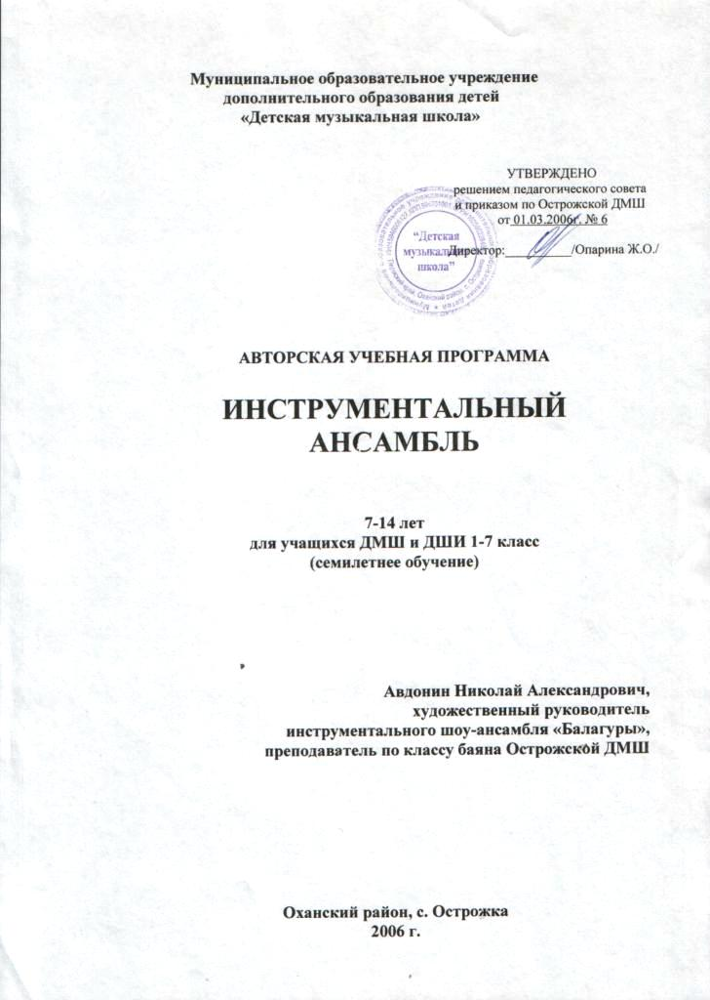 Муниципальное образовательное учреждение
дополнительного образования детей
«Детская музыкальная школа»
УТВЕРЖДЕНО
решением педагогического совета
и приказом по Острожской ДМШ
от 01.03.2006г. № 6
Директор:__________/Опарина Ж.О./
“Детская
музыкальная
школа”
АВТОРСКАЯ УЧЕБНАЯ ПРОГРАММА
ИНСТРУМЕНТАЛЬНЫЙ
АНСАМБЛЬ
7-14 лет
для учащихся ДМШ и ДШИ 1-7 класс
(семилетнее обучение)
Авдонин Николай Александрович,
художественный руководитель
инструментального шоу-ансамбля «Балагуры»,
преподаватель по классу баяна Острожской ДМШ
Оханский район, с. Острожка
2006 г.